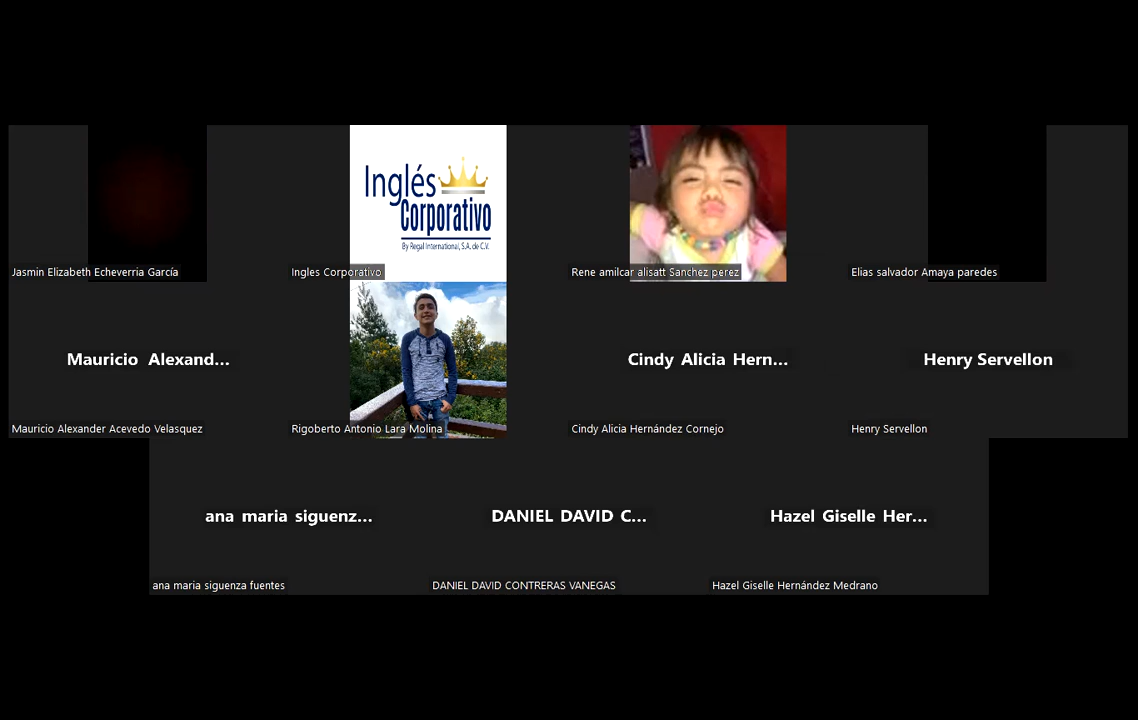 Inglés
Corporativo
By Regal International, S.A. de C.V.
Jasmin Elizabeth Echeverria García
Ingles Corporativo
Rene amilcar alisatt Sanchez perez
Elias salvador Amaya paredes
Mauricio Alexand...
Cindy Alicia Hern...
Henry Servellon
Mauricio Alexander Acevedo Velasquez
Rigoberto Antonio Lara Molina
Cindy Alicia Hernández Cornejo
Henry Servellon
ana maria siguenz...
DANIEL DAVID C...
Hazel Giselle Her...
ana maria siguenza fuentes
DANIEL DAVID CONTRERAS VANEGAS
Hazel Giselle Hernández Medrano